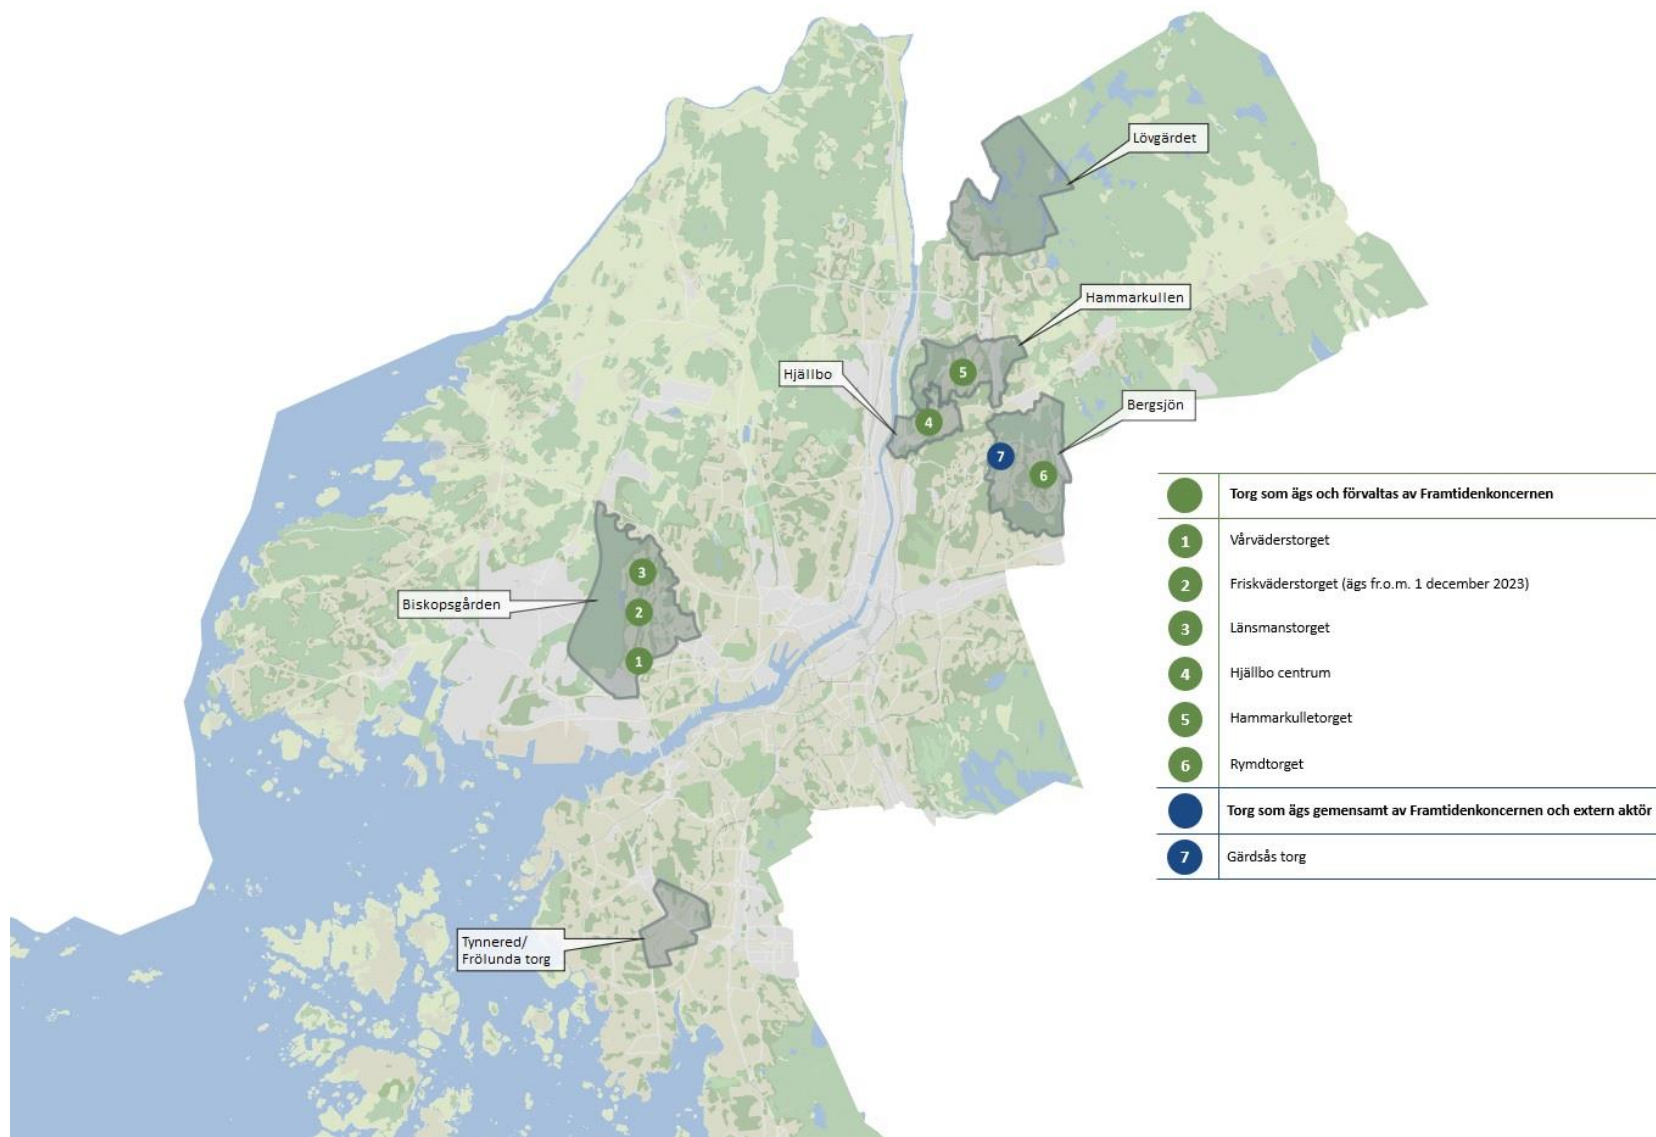 Lövgärdet
Hammarkullen
Hjällbo
5
Bergsjön
4
7
6
Torg som ägs och förvaltas av Framtidenkoncernen
1 Vårväderstorget
2 Friskväderstorget (ägs fr.o.m. 1 december 2023)
3 Länsmanstorget
4 Hjällbo centrum
5 Hammarkulletorget
6 Rymdtorget
Torg som ägs gemensamt av Framtidenkoncernen och extern aktör
7 Gärdsås torg
3
Biskopsgården
2
1
Tynnered/
Frölunda torg